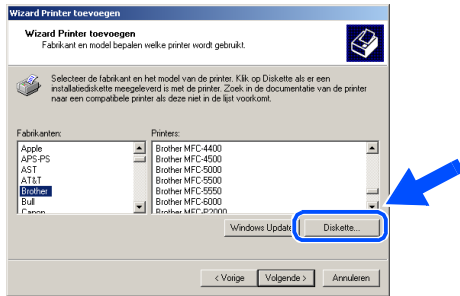 Wizard Printer toevoegen
Wizard Printer toevoegen
Fabrikant en model bepalen welke printer wordt gebruikt.
Selecteer de fabrikant en het model van de printer. Klik op Diskette als er een
installatiediskette meegeleverd is met de printer. Zoek in de documentatie van de printer
naar een compatibele printer als deze niet in de lijst voorkomt.
Fabrikanten:
Apple
APS-PS
AST
AT&T
Brother
Bull
Canon
Printers:
Brother MFC-4400
Brother MFC-4500
Brother MFC-5000
Brother MFC-5500
Brother MFC-5550
Brother MFC-6000
Brother MFC-P2000
Windows Update
Diskette...
< Vorige
Volgende >
Annuleren